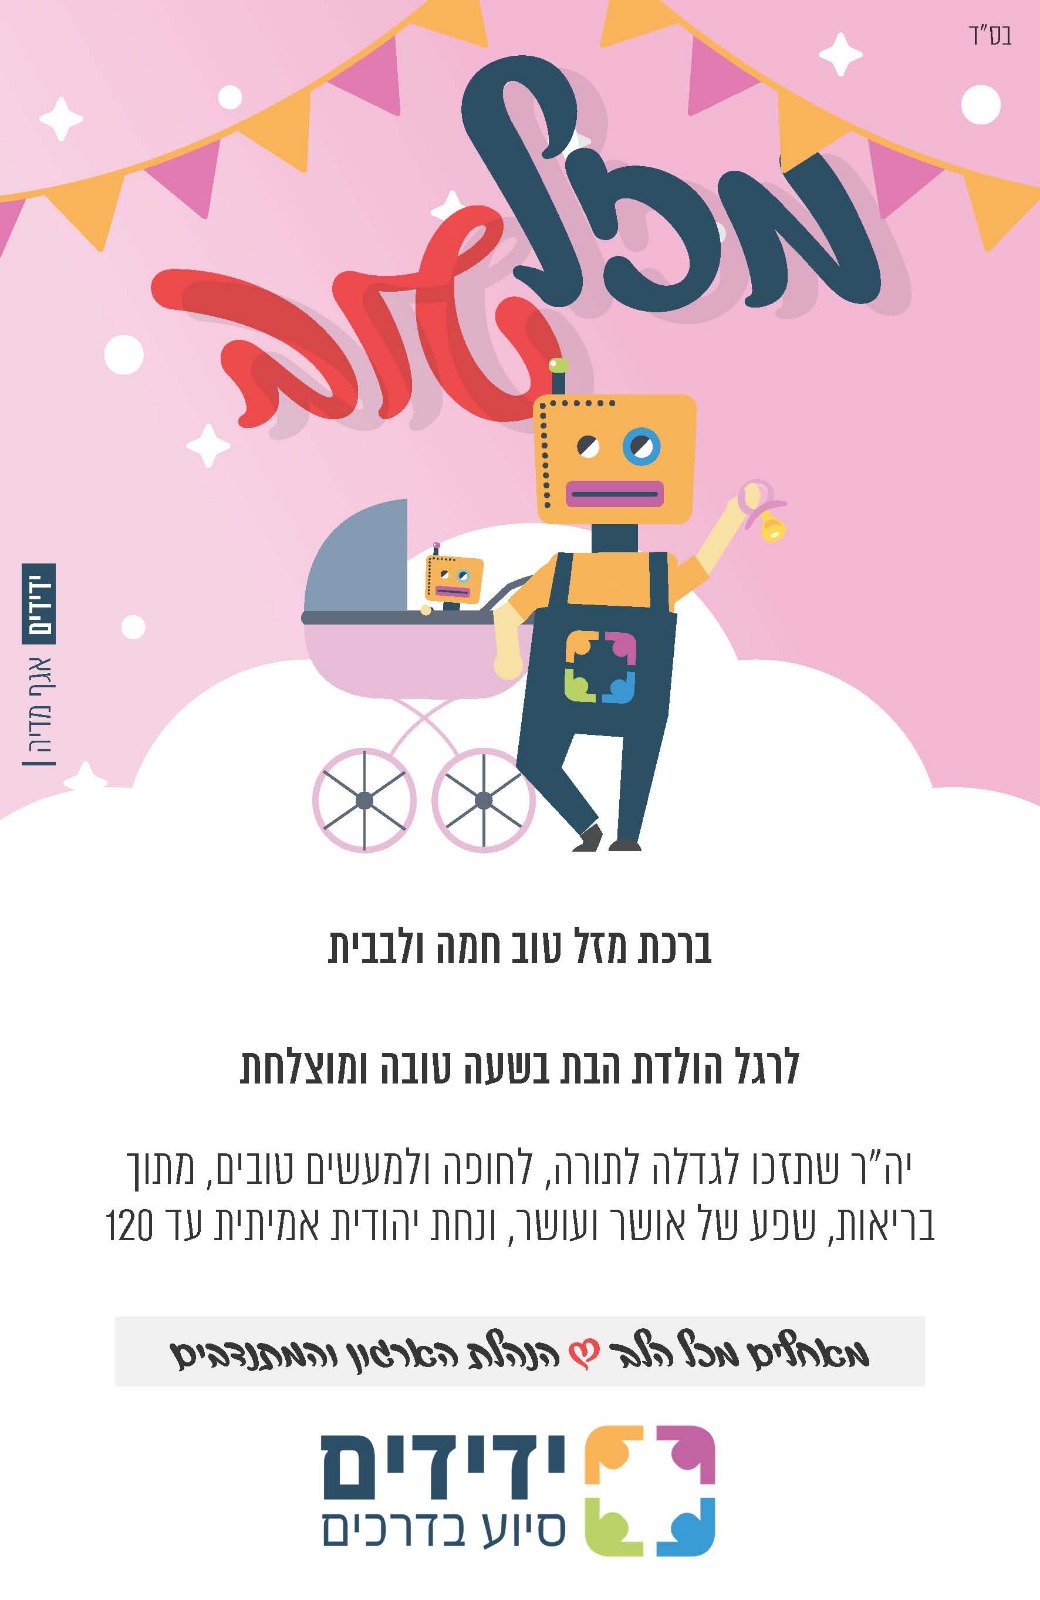 בס"ד
מזל
טוב
ידידים | אגף מדיה
ברכת מזל טוב חמה ולבבית
לרגל הולדת הבת בשעה טובה ומוצלחת
יה"ר שתזכו לגדלה לתורה, לחופה ולמעשים טובים, מתוך
בריאות, שפע של אושר ועושר, ונחת יהודית אמיתית עד 120
מאחלים מכל הלב הנהלת הארגון והמתנדבים
ידידים
סיוע בדרכים